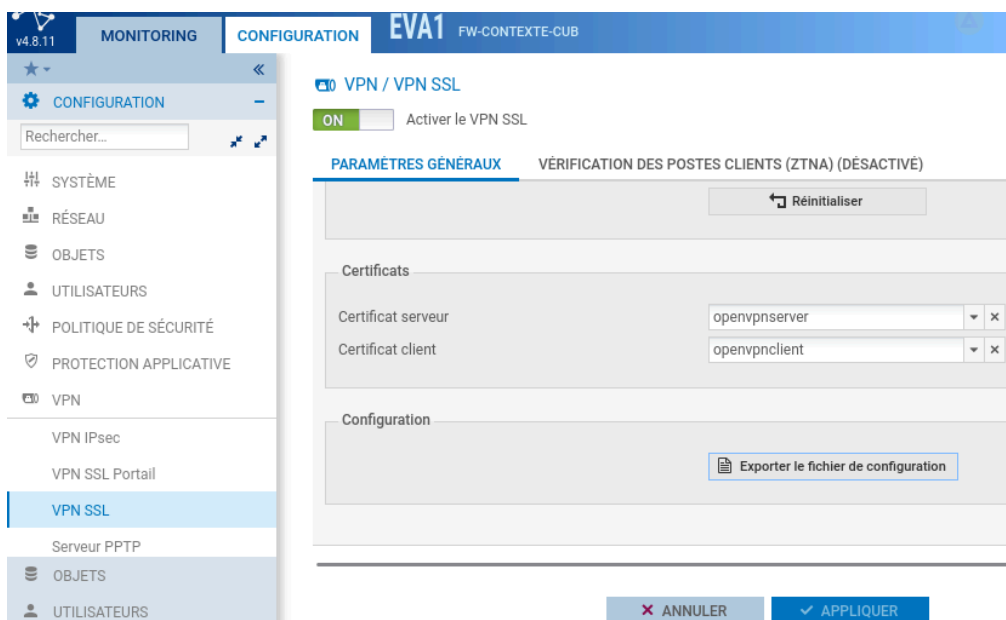 v4.8.11 MONITORING CONFIGURATION EVA1 FW-CONTEXTE-CUB
CONFIGURATION
Rechercher...
SYSTÈME
RÉSEAU
OBJETS
UTILISATEURS
POLITIQUE DE SÉCURITÉ
PROTECTION APPLICATIVE
VPN
VPN IPsec
VPN SSL Portail
VPN SSL
Serveur PPTP
OBJETS
UTILISATEURS
VPN / VPN SSL
ON Activer le VPN SSL
PARAMÈTRES GÉNÉRAUX VÉRIFICATION DES POSTES CLIENTS (ZTNA) (DÉSACTIVÉ)
Réinitialiser
Certificats
Certificat serveur openvpnserver
Certificat client openvpnclient
Configuration
Exporter le fichier de configuration
ANNULER APPLIQUER